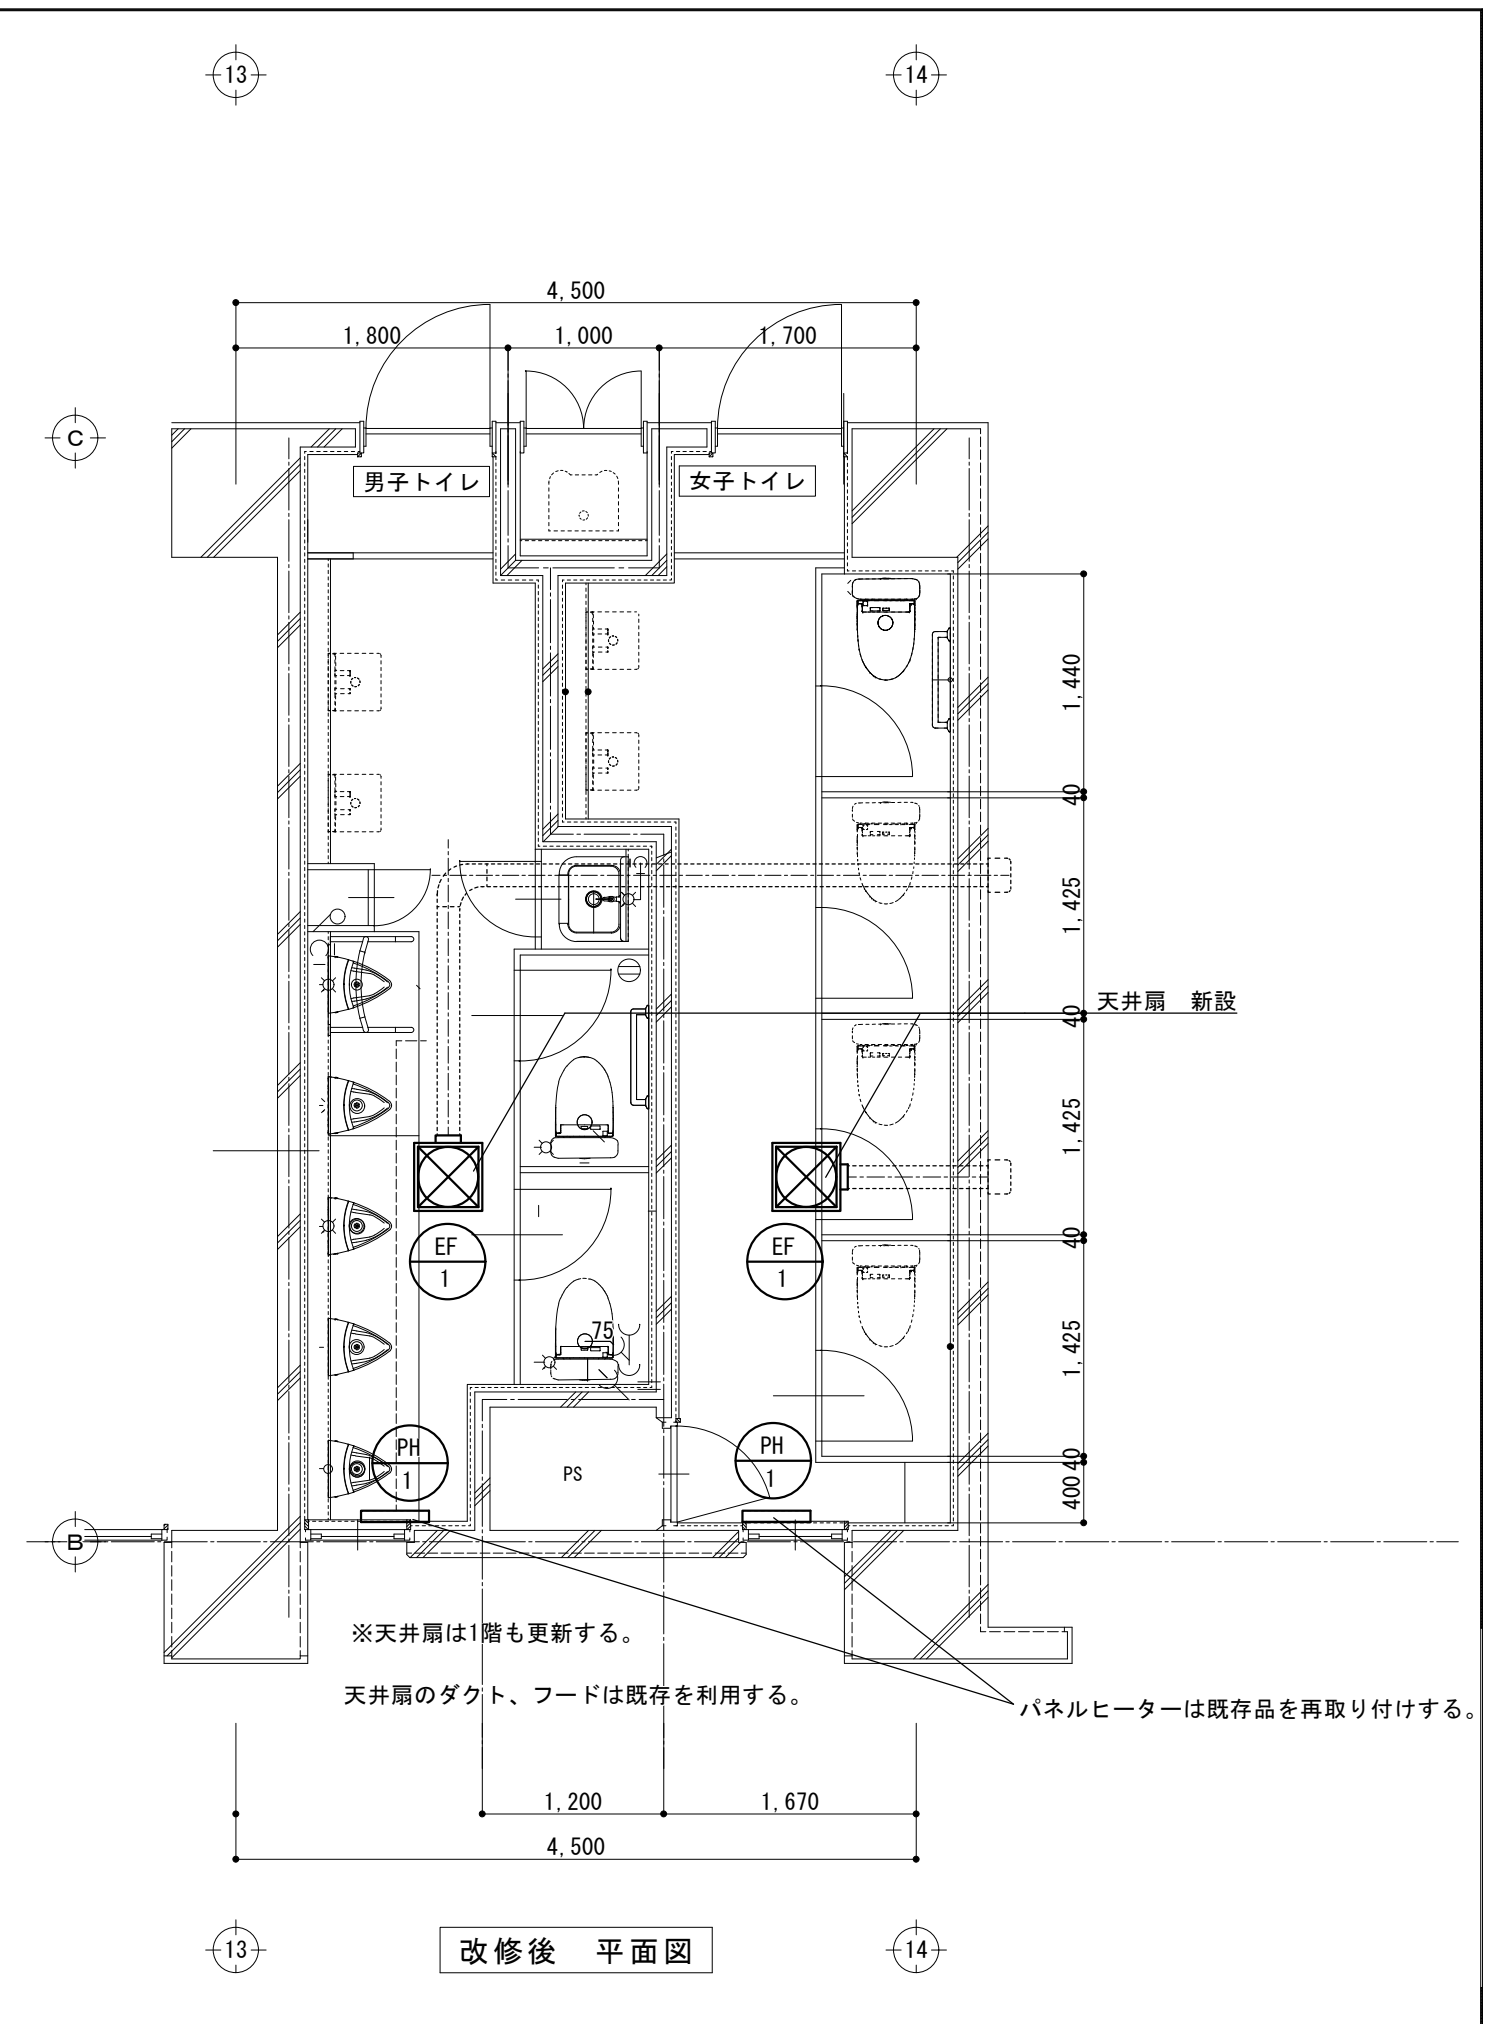 13
14
4,500
1,800
1,000
1,700
C
男子トイレ
女子トイレ
1,440
40
1,425
天井扇　新設
40
1,425
EF
1
EF
1
40
75
1,425
PH
1
PH
1
PS
40
400
B
※天井扇は1階も更新する。
天井扇のダクト、フードは既存を利用する。
パネルヒーターは既存品を再取り付けする。
1,200
1,670
4,500
13
14
改修後　平面図